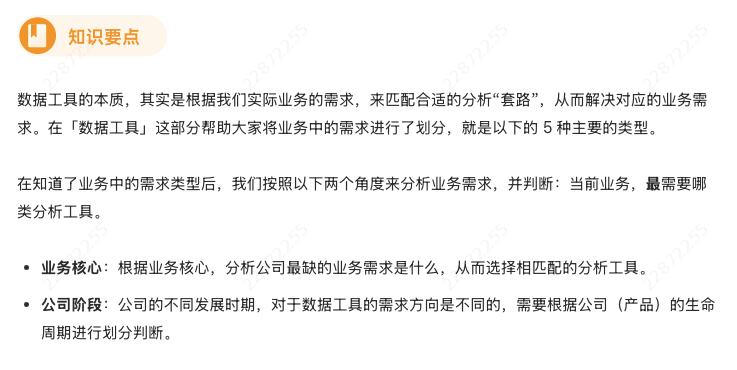 知识要点
数据工具的本质，其实是根据我们实际业务的需求，来匹配合适的分析“套路”，从而解决对应的业务需
求。在「数据工具」这部分帮助大家将业务中的需求进行了划分，就是以下的 5 种主要的类型。
在知道了业务中的需求类型后，我们按照以下两个角度来分析业务需求，并判断：当前业务，最需要哪
类分析工具。
• 业务核心：根据业务核心，分析公司最缺的业务需求是什么，从而选择相匹配的分析工具。
• 公司阶段：公司的不同发展时期，对于数据工具的需求方向是不同的，需要根据公司（产品）的生命
周期进行划分判断。
22872255
22872255
22872255
22872255
22872255
22872255
22872255
22872255